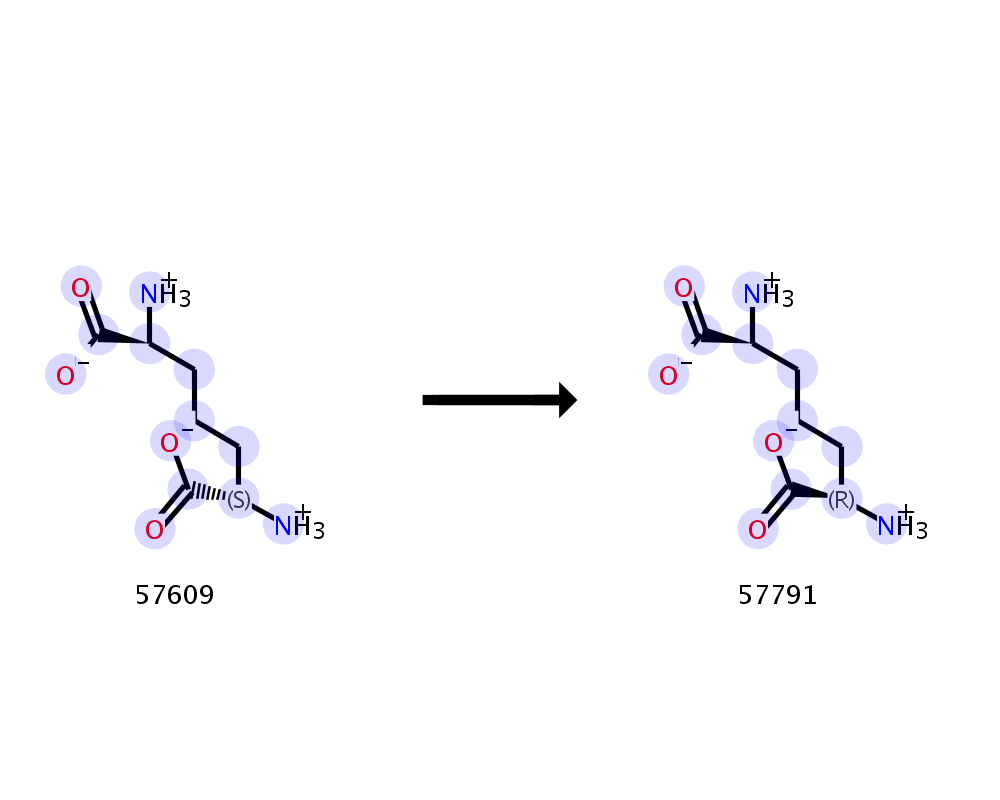 O NH3+ O NH3+
O- O-
O- O-
(S) (R)
O NH3+ O NH3+
57609 57791